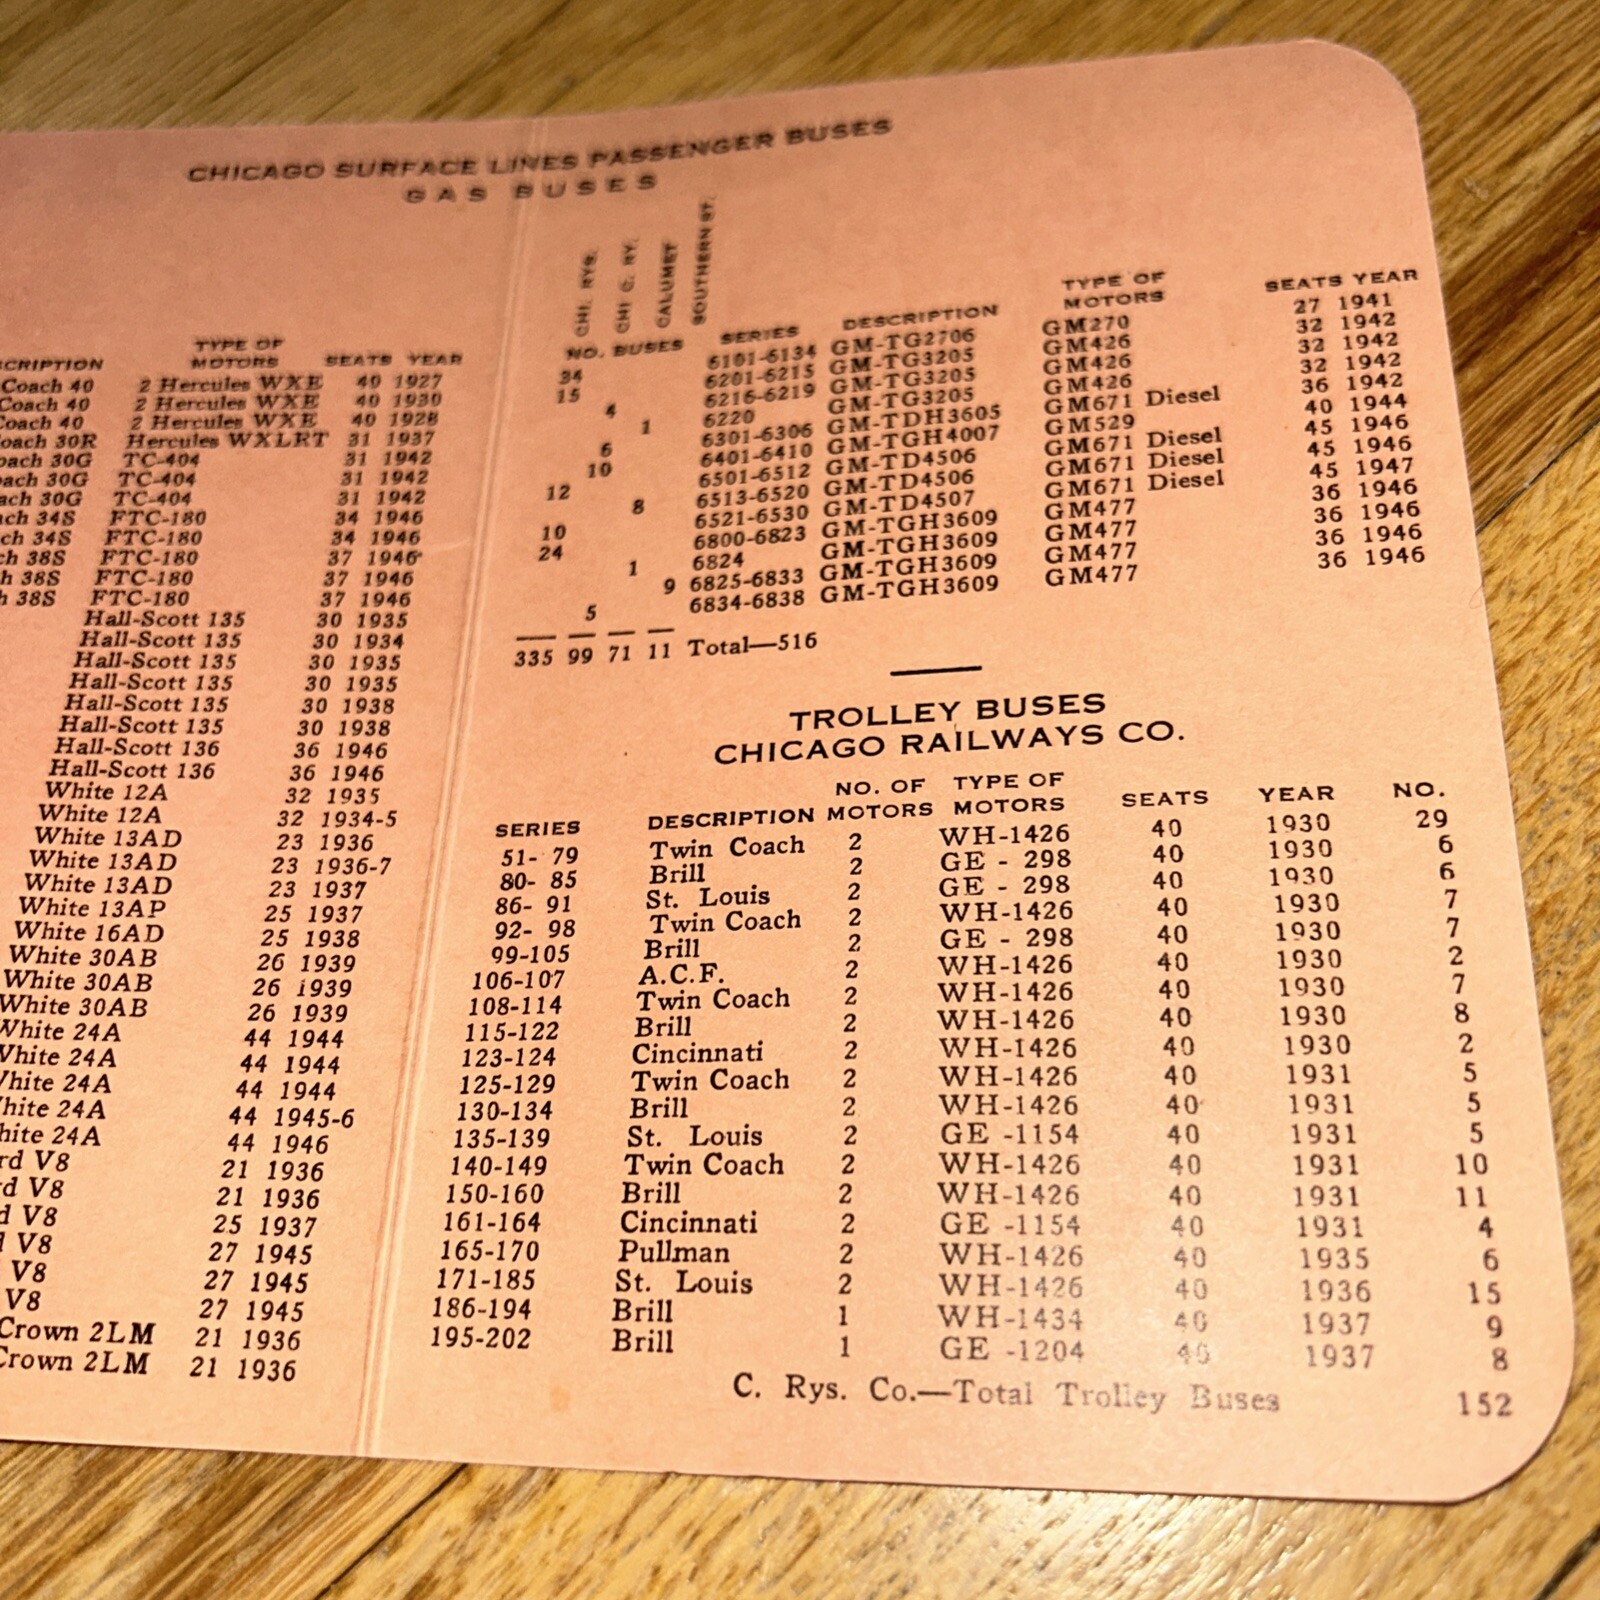 CHICAGO SURFACE LINES PASSENGER BUSES
GAS BUSES
CRIPTION TYPE OF MOTORS SEATS YEAR
Coach 40 2 Hercules WXE 40 1927
Coach 40 2 Hercules WXE 40 1930
Coach 40 2 Hercules WXE 40 1928
oach 30R Hercules WXLRT 31 1937
oach 30G TC-404 31 1942
ach 30G TC-404 31 1942
ach 30G TC-404 31 1942
ach 34S FTC-180 34 1946
ch 34S FTC-180 34 1946
ch 38S FTC-180 37 1946
h 38S FTC-180 37 1946
h 38S FTC-180 37 1946
Hall-Scott 135 30 1935
Hall-Scott 135 30 1934
Hall-Scott 135 30 1935
Hall-Scott 135 30 1935
Hall-Scott 135 30 1938
Hall-Scott 135 30 1938
Hall-Scott 136 36 1946
Hall-Scott 136 36 1946
White 12A 32 1935
White 12A 32 1934-5
White 13AD 23 1936
White 13AD 23 1936-7
White 13AD 23 1937
White 13AP 25 1937
White 16AD 25 1938
White 30AB 26 1939
White 30AB 26 1939
White 30AB 26 1939
White 24A 44 1944
White 24A 44 1944
White 24A 44 1944
hite 24A 44 1945-6
hite 24A 44 1946
rd V8 21 1936
d V8 21 1936
d V8 25 1937
l V8 27 1945
V8 27 1945
V8 27 1945
Crown 2LM 21 1936
Crown 2LM 21 1936
CHI. RYS.
CHI C. RY.
CALUMET
SOUTHERN ST.
NO. BUSES SERIES DESCRIPTION TYPE OF MOTORS SEATS YEAR
34 6101-6134 GM-TG2706 GM270 27 1941
15 6201-6215 GM-TG3205 GM426 32 1942
4 6216-6219 GM-TG3205 GM426 32 1942
1 6220 GM-TG3205 GM426 32 1942
6 6301-6306 GM-TDH3605 GM671 Diesel 36 1942
10 6401-6410 GM-TGH4007 GM529 40 1944
12 6501-6512 GM-TD4506 GM671 Diesel 45 1946
8 6513-6520 GM-TD4506 GM671 Diesel 45 1946
10 6521-6530 GM-TD4507 GM671 Diesel 45 1947
24 6800-6823 GM-TGH3609 GM477 36 1946
1 6824 GM-TGH3609 GM477 36 1946
9 6825-6833 GM-TGH3609 GM477 36 1946
5 6834-6838 GM-TGH3609 GM477 36 1946
335 99 71 11 Total—516
TROLLEY BUSES
CHICAGO RAILWAYS CO.
SERIES DESCRIPTION NO. OF MOTORS TYPE OF MOTORS SEATS YEAR NO.
51- 79 Twin Coach 2 WH-1426 40 1930 29
80- 85 Brill 2 GE - 298 40 1930 6
86- 91 St. Louis 2 GE - 298 40 1930 6
92- 98 Twin Coach 2 WH-1426 40 1930 7
99-105 Brill 2 GE - 298 40 1930 7
106-107 A.C.F. 2 WH-1426 40 1930 2
108-114 Twin Coach 2 WH-1426 40 1930 7
115-122 Brill 2 WH-1426 40 1930 8
123-124 Cincinnati 2 WH-1426 40 1930 2
125-129 Twin Coach 2 WH-1426 40 1931 5
130-134 Brill 2 WH-1426 40 1931 5
135-139 St. Louis 2 GE -1154 40 1931 5
140-149 Twin Coach 2 WH-1426 40 1931 10
150-160 Brill 2 WH-1426 40 1931 11
161-164 Cincinnati 2 GE -1154 40 1931 4
165-170 Pullman 2 WH-1426 40 1935 6
171-185 St. Louis 2 WH-1426 40 1936 15
186-194 Brill 1 WH-1434 40 1937 9
195-202 Brill 1 GE -1204 40 1937 8
C. Rys. Co.—Total Trolley Buses 152